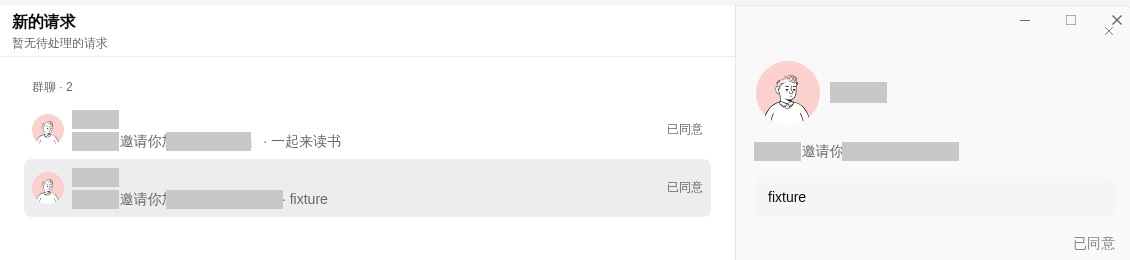 新的请求
暂无待处理的请求
群聊 · 2
邀请你 · 一起来读书
已同意
邀请你 · fixture
已同意
邀请你
fixture
已同意